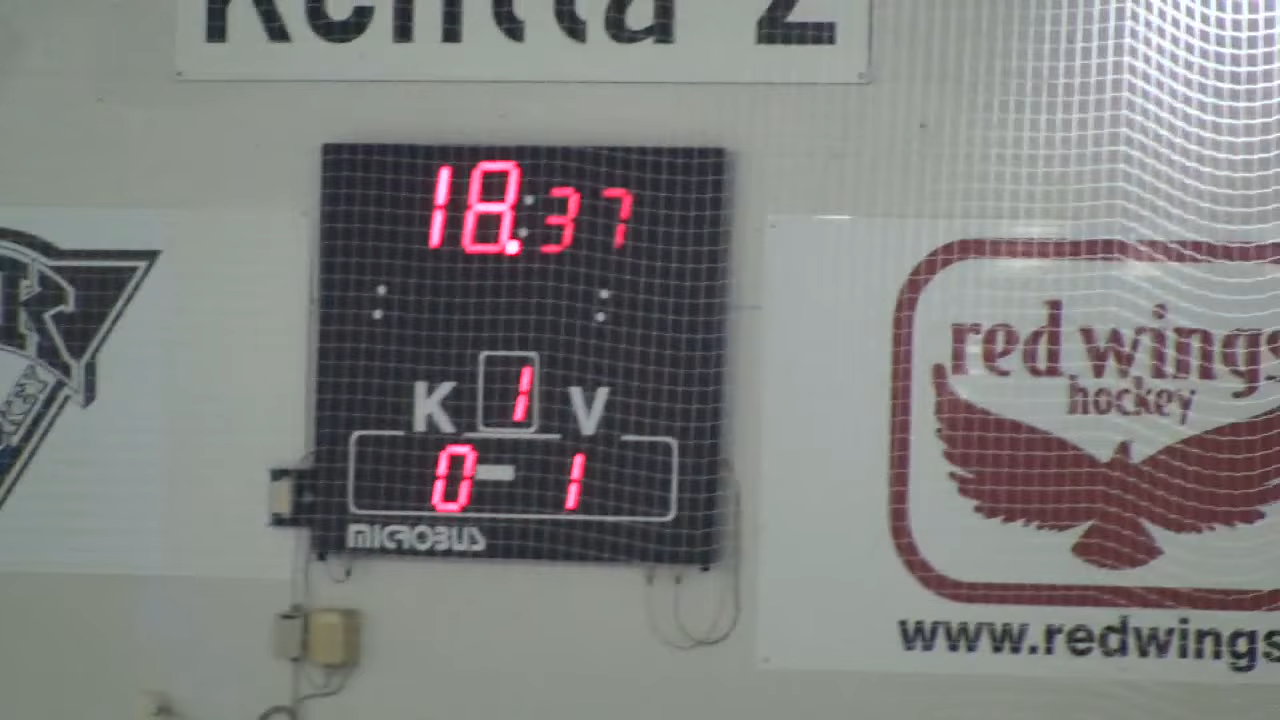 Kenttä 2
18:37
K 1 V
0 - 1
MICROBUS
R
red wings
hockey
www.redwings